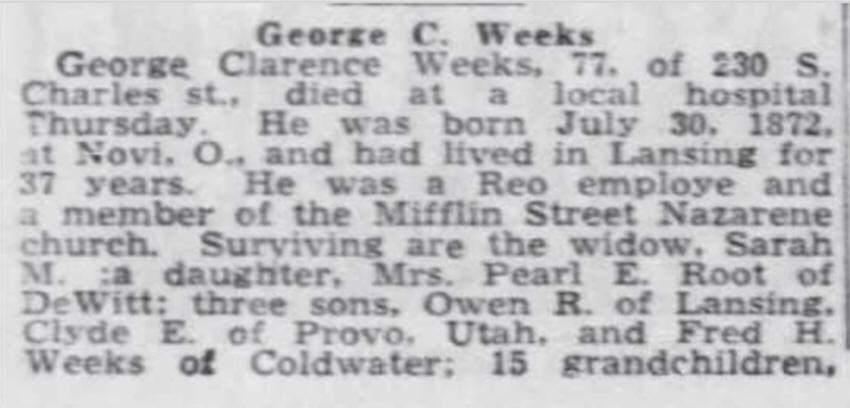 George C. Weeks
George Clarence Weeks, 77, of 230 S.
Charles st., died at a local hospital
Thursday. He was born July 30, 1872,
at Novi, O., and had lived in Lansing for
37 years. He was a Reo employe and
a member of the Mifflin Street Nazarene
church. Surviving are the widow, Sarah
M. ;a daughter, Mrs. Pearl E. Root of
DeWitt; three sons, Owen R. of Lansing,
Clyde E. of Provo, Utah, and Fred H.
Weeks of Coldwater; 15 grandchildren,